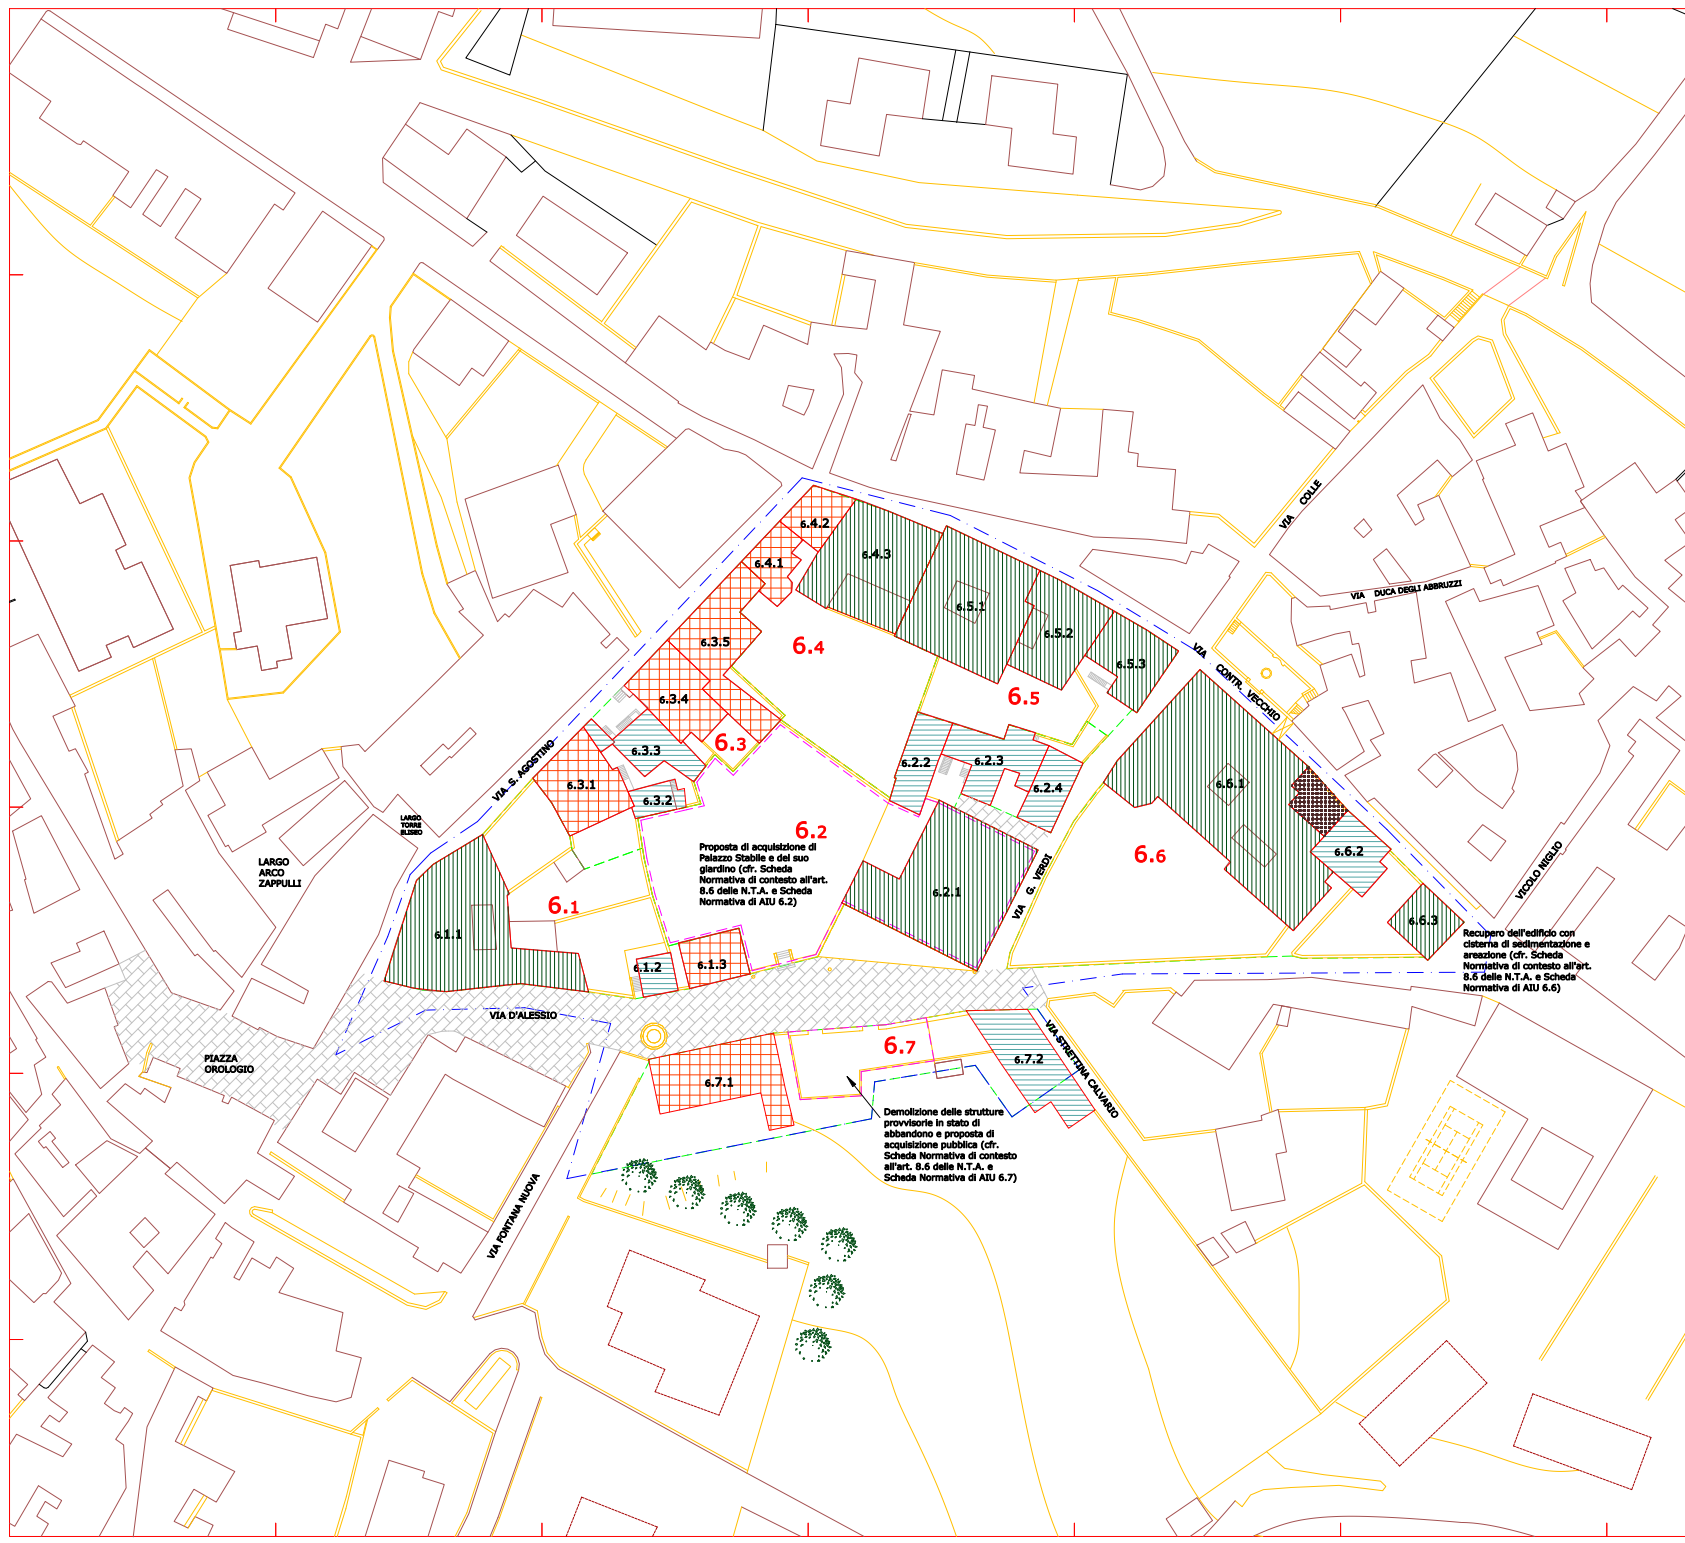 6.4.2
6.4.1
6.4.3
6.5.1
6.5.2
6.5.3
6.3.5
6.4
6.5
6.3.4
6.3
6.3.3
6.3.1
6.3.2
6.2.2
6.2.3
6.2.4
6.2
6.6.1
6.6
6.6.2
6.6.3
6.2.1
6.1
6.1.1
6.1.2
6.1.3
6.7
6.7.1
6.7.2
VIA COLLE
VIA DUCA DEGLI ABBRUZZI
VIA CONTR. VECCHIO
VIA S. AGOSTINO
LARGO
TORRE
ELISEO
LARGO
ARCO
ZAPPULLI
Proposta di acquisizione di
Palazzo Stabile e del suo
giardino (cfr. Scheda
Normativa di contesto all'art.
8.6 delle N.T.A. e Scheda
Normativa di AIU 6.2)
VIA G. VERDI
VICOLO NIGLIO
Recupero dell'edificio con
cisterna di sedimentazione e
areazione (cfr. Scheda
Normativa di contesto all'art.
8.6 delle N.T.A. e Scheda
Normativa di AIU 6.6)
VIA D'ALESSIO
PIAZZA
OROLOGIO
VIA STRETTINA CALVARIO
Demolizione delle strutture
provvisorie in stato di
abbandono e proposta di
acquisizione pubblica (cfr.
Scheda Normativa di contesto
all'art. 8.6 delle N.T.A. e
Scheda Normativa di AIU 6.7)
VIA FONTANA NUOVA